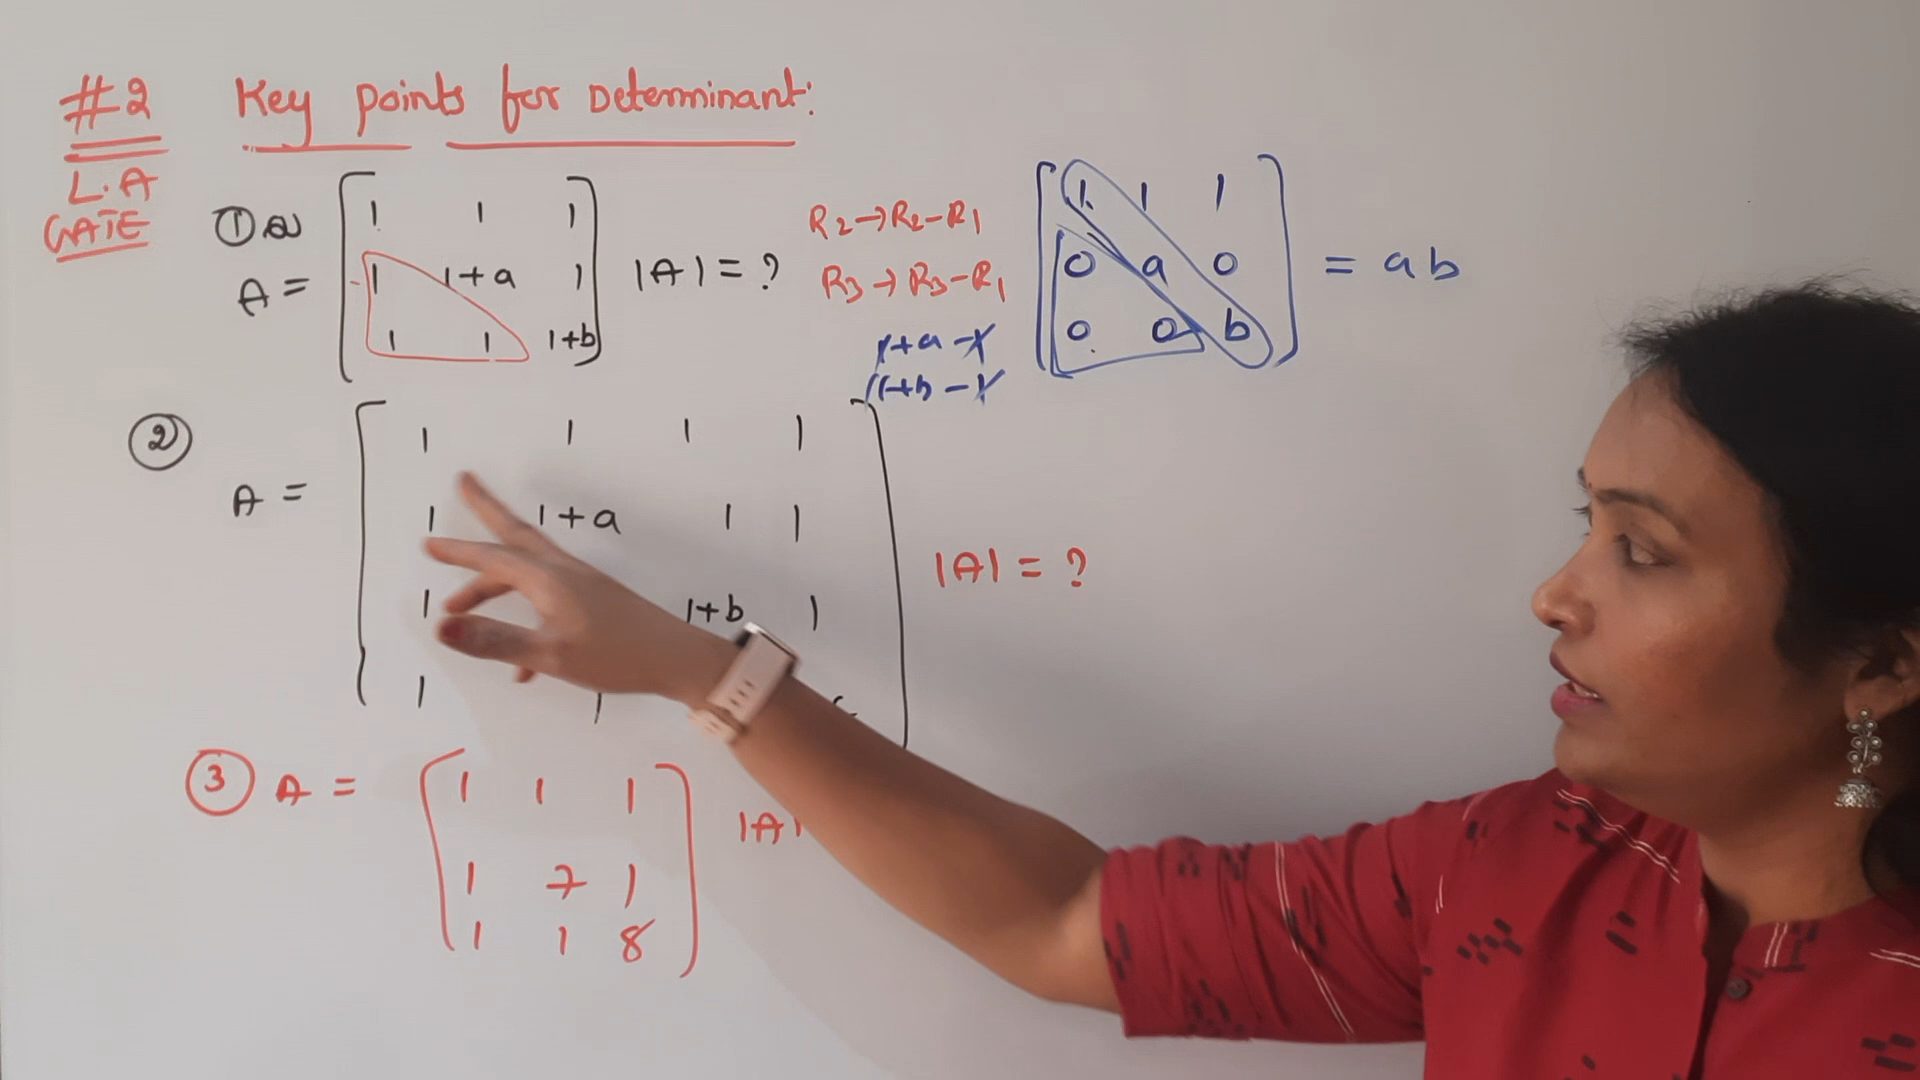 #2 Key points for Determinant:
L.A
GATE
①
A = [ 1 1 1
1 1+a 1
1 1 1+b ]
|A| = ?
R2→R2-R1
R3→R3-R1
1+a-1
1+b-1
[ 1 1 1
0 a 0
0 0 b ]
= ab
②
A = [ 1 1 1 1
1 1+a 1 1
1 1+b 1
1 1
|A| = ?
③ A = [ 1 1 1
1 7 1
1 1 8 ]
|A|